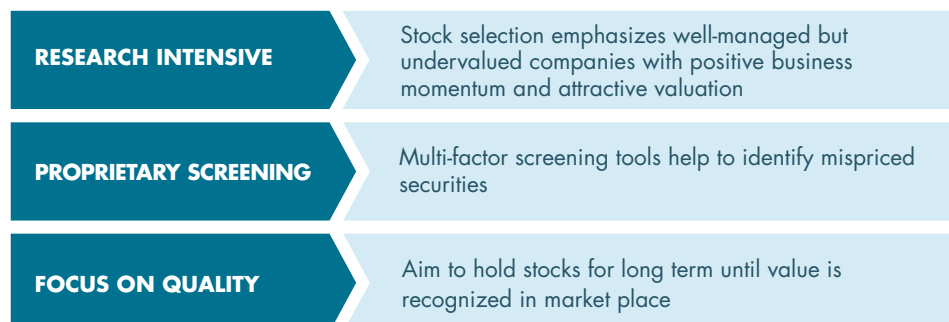 RESEARCH INTENSIVE
Stock selection emphasizes well-managed but
undervalued companies with positive business
momentum and attractive valuation
PROPRIETARY SCREENING
Multi-factor screening tools help to identify mispriced
securities
FOCUS ON QUALITY
Aim to hold stocks for long term until value is
recognized in market place